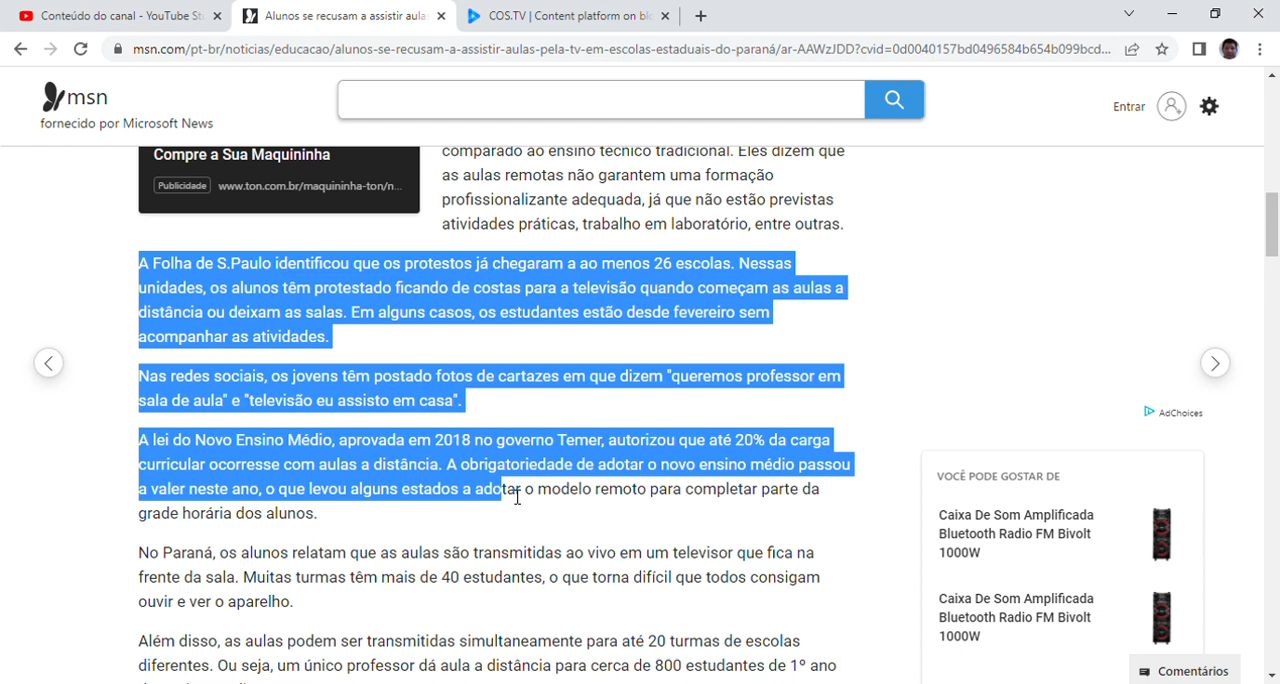 Conteúdo do canal - YouTube St
Alunos se recusam a assistir aula
COS.TV | Content platform on blo
msn.com/pt-br/noticias/educacao/alunos-se-recusam-a-assistir-aulas-pela-tv-em-escolas-estaduais-do-paraná/ar-AAWzJDD?cvid=0d0040157bd0496584b654b099bcd...
msn
fornecido por Microsoft News
Entrar
Compre a Sua Maquininha
Publicidade
www.ton.com.br/maquininha-ton/n...
comparado ao ensino técnico tradicional. Eles dizem que
as aulas remotas não garantem uma formação
profissionalizante adequada, já que não estão previstas
atividades práticas, trabalho em laboratório, entre outras.
A Folha de S.Paulo identificou que os protestos já chegaram a ao menos 26 escolas. Nessas
unidades, os alunos têm protestado ficando de costas para a televisão quando começam as aulas a
distância ou deixam as salas. Em alguns casos, os estudantes estão desde fevereiro sem
acompanhar as atividades.
Nas redes sociais, os jovens têm postado fotos de cartazes em que dizem "queremos professor em
sala de aula" e "televisão eu assisto em casa".
A lei do Novo Ensino Médio, aprovada em 2018 no governo Temer, autorizou que até 20% da carga
curricular ocorresse com aulas a distância. A obrigatoriedade de adotar o novo ensino médio passou
a valer neste ano, o que levou alguns estados a adotar o modelo remoto para completar parte da
grade horária dos alunos.
No Paraná, os alunos relatam que as aulas são transmitidas ao vivo em um televisor que fica na
frente da sala. Muitas turmas têm mais de 40 estudantes, o que torna difícil que todos consigam
ouvir e ver o aparelho.
Além disso, as aulas podem ser transmitidas simultaneamente para até 20 turmas de escolas
diferentes. Ou seja, um único professor dá aula a distância para cerca de 800 estudantes de 1º ano
AdChoices
VOCÊ PODE GOSTAR DE
Caixa De Som Amplificada
Bluetooth Radio FM Bivolt
1000W
Caixa De Som Amplificada
Bluetooth Radio FM Bivolt
1000W
Comentários